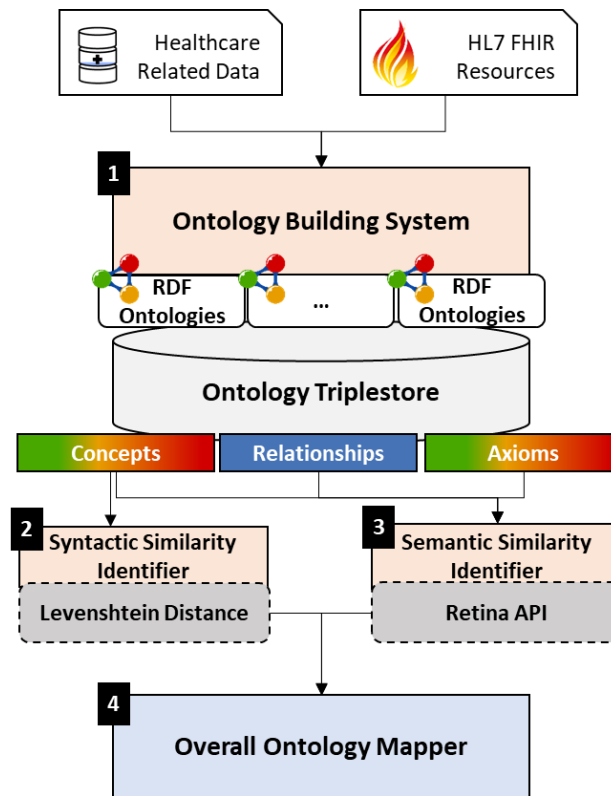 Healthcare
Related Data
HL7 FHIR
Resources
1
Ontology Building System
RDF
Ontologies
...
RDF
Ontologies
Ontology Triplestore
Concepts
Relationships
Axioms
2
Syntactic Similarity
Identifier
Levenshtein Distance
3
Semantic Similarity
Identifier
Retina API
4
Overall Ontology Mapper